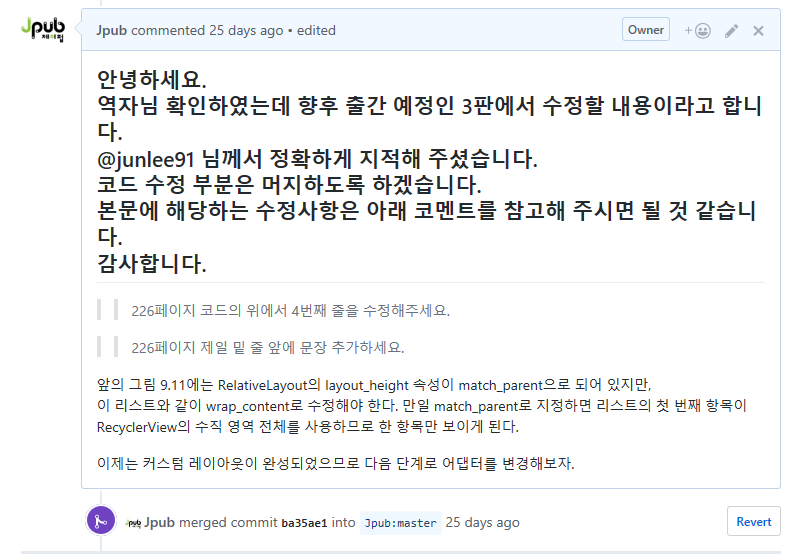 Jpub
제이펍
Jpub commented 25 days ago • edited
Owner
안녕하세요.
역자님 확인하였는데 향후 출간 예정인 3판에서 수정할 내용이라고 합니
다.
@junlee91 님께서 정확하게 지적해 주셨습니다.
코드 수정 부분은 머지하도록 하겠습니다.
본문에 해당하는 수정사항은 아래 코멘트를 참고해 주시면 될 것 같습니
다.
감사합니다.
226페이지 코드의 위에서 4번째 줄을 수정해주세요.
226페이지 제일 밑 줄 앞에 문장 추가하세요.
앞의 그림 9.11에는 RelativeLayout의 layout_height 속성이 match_parent으로 되어 있지만,
이 리스트와 같이 wrap_content로 수정해야 한다. 만일 match_parent로 지정하면 리스트의 첫 번째 항목이
RecyclerView의 수직 영역 전체를 사용하므로 한 항목만 보이게 된다.
이제는 커스텀 레이아웃이 완성되었으므로 다음 단계로 어댑터를 변경해보자.
Jpub Jpub merged commit ba35ae1 into Jpub:master 25 days ago
Revert